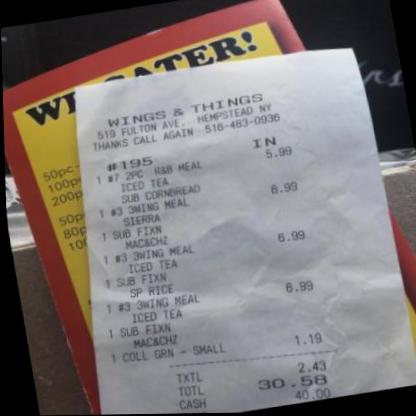 WE CATER!
50pc
100p
200p
50p
80p
10
WINGS & THINGS
519 FULTON AVE. HEMPSTEAD NY
THANKS CALL AGAIN 516-483-0936
IN
#195
1 #7 2PC R&B MEAL 5.99
ICED TEA
SUB CORNBREAD
1 #3 3WING MEAL 6.99
SIERRA
1 SUB FIXN
MAC&CHZ
1 #3 3WING MEAL 6.99
ICED TEA
1 SUB FIXN
SP RICE
1 #3 3WING MEAL 6.99
ICED TEA
1 SUB FIXN
MAC&CHZ
1 COLL GRN - SMALL 1.19
TXTL 2.43
TOTL 30.58
CASH 40.00